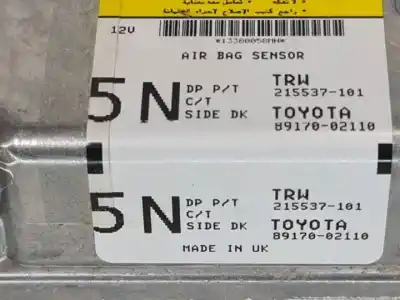 12V
*13380058MH*
AIR BAG SENSOR
5N DP P/T TRW
C/T 215537-101
SIDE DK TOYOTA
89170-02110
5N DP P/T TRW
C/T 215537-101
SIDE DK TOYOTA
89170-02110
MADE IN UK